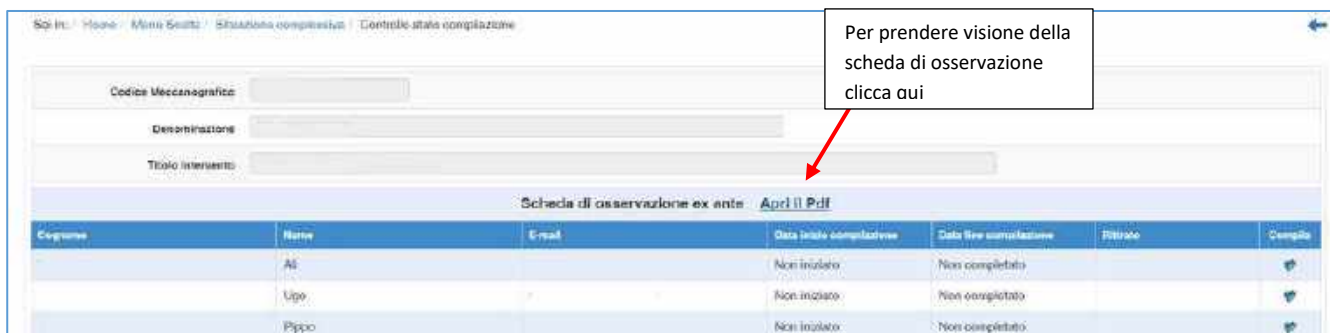 Sei in: / Home / Menù Scelta / Situazione complessiva / Controllo stato compilazione
Per prendere visione della
scheda di osservazione
clicca qui
Codice Meccanografico
Denominazione
Titolo Intervento
Scheda di osservazione ex ante Apri il Pdf
Cognome Nome E-mail Data inizio compilazione Data fine compilazione Ritirato Compila
Ali Non iniziato Non completato
Ugo Non iniziato Non completato
Pippo Non iniziato Non completato